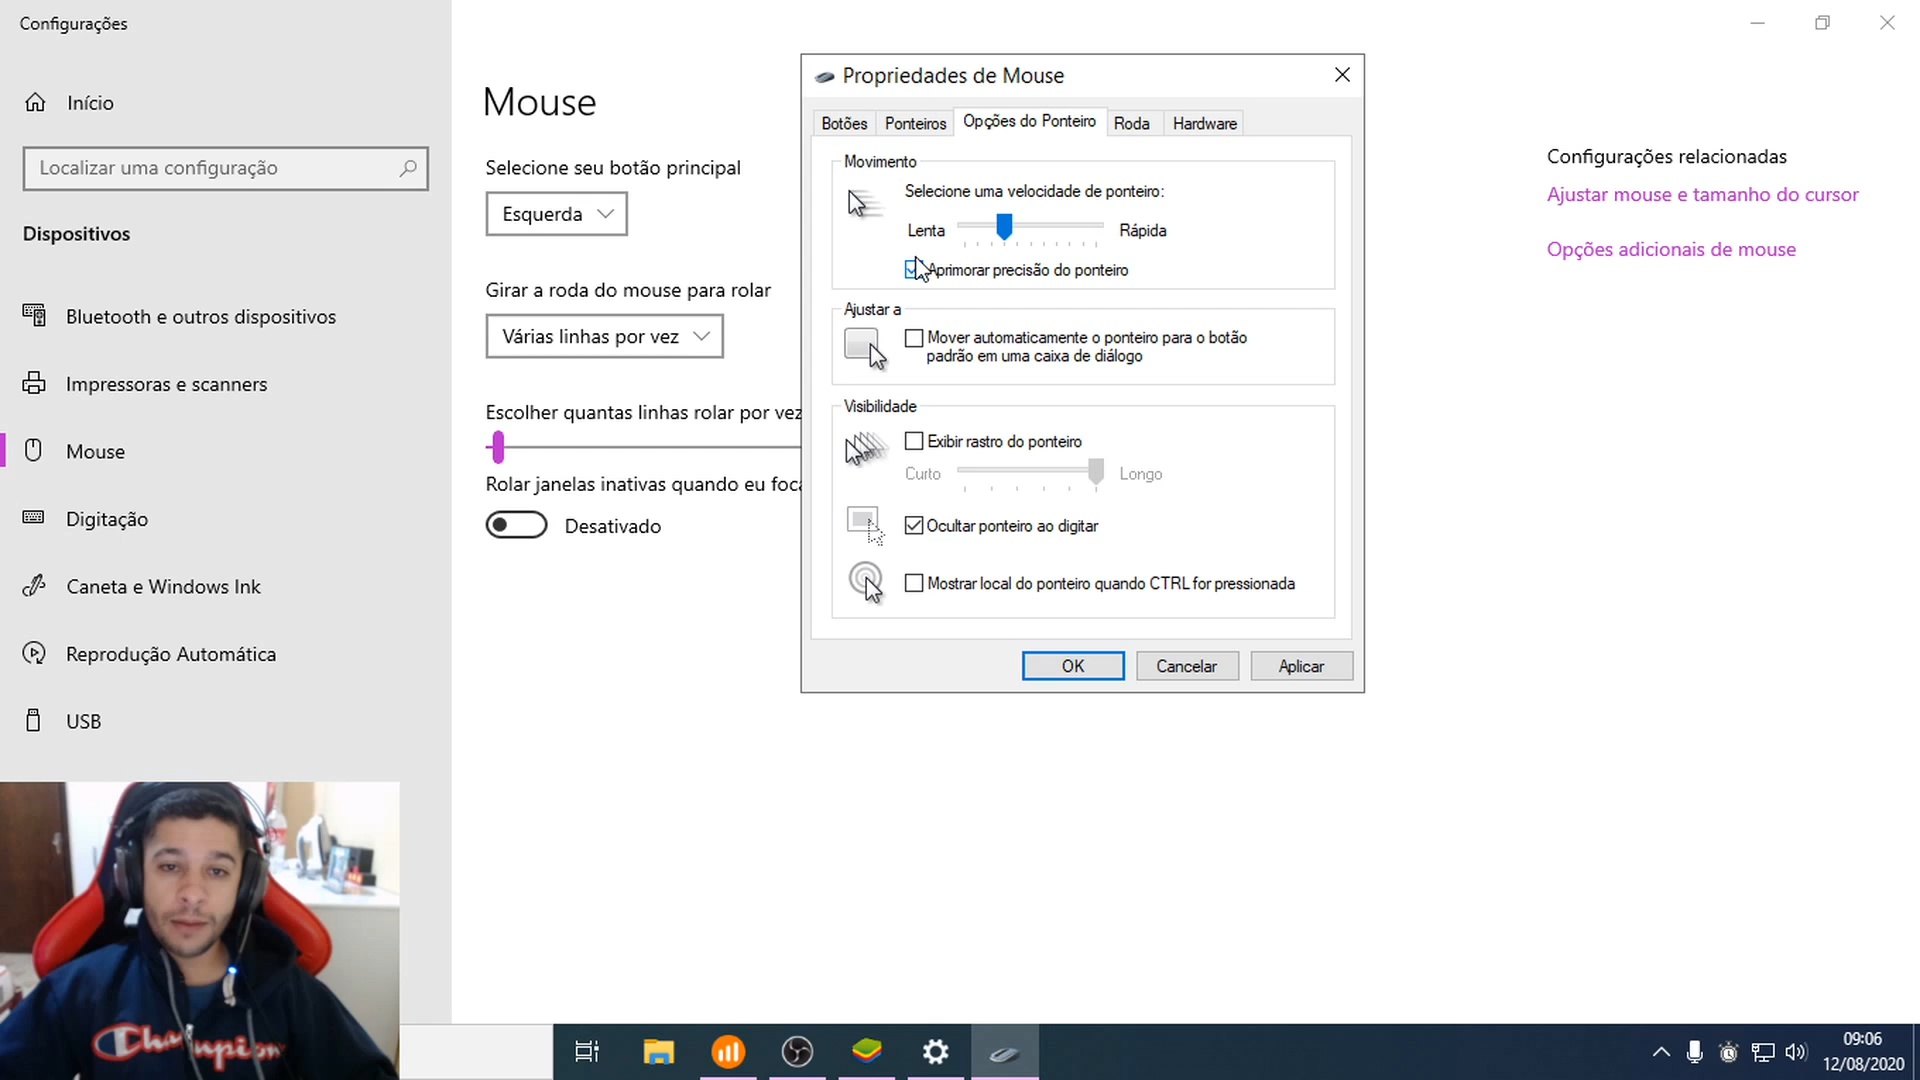 Configurações
Início
Localizar uma configuração
Dispositivos
Bluetooth e outros dispositivos
Impressoras e scanners
Mouse
Digitação
Caneta e Windows Ink
Reprodução Automática
USB
Mouse
Selecione seu botão principal
Esquerda
Girar a roda do mouse para rolar
Várias linhas por vez
Escolher quantas linhas rolar por vez
Rolar janelas inativas quando eu foca
Desativado
Propriedades de Mouse
Botões
Ponteiros
Opções do Ponteiro
Roda
Hardware
Movimento
Selecione uma velocidade de ponteiro:
Lenta
Rápida
Aprimorar precisão do ponteiro
Ajustar a
Mover automaticamente o ponteiro para o botão
padrão em uma caixa de diálogo
Visibilidade
Exibir rastro do ponteiro
Curto
Longo
Ocultar ponteiro ao digitar
Mostrar local do ponteiro quando CTRL for pressionada
OK
Cancelar
Aplicar
Configurações relacionadas
Ajustar mouse e tamanho do cursor
Opções adicionais de mouse
Champion
09:06
12/08/2020